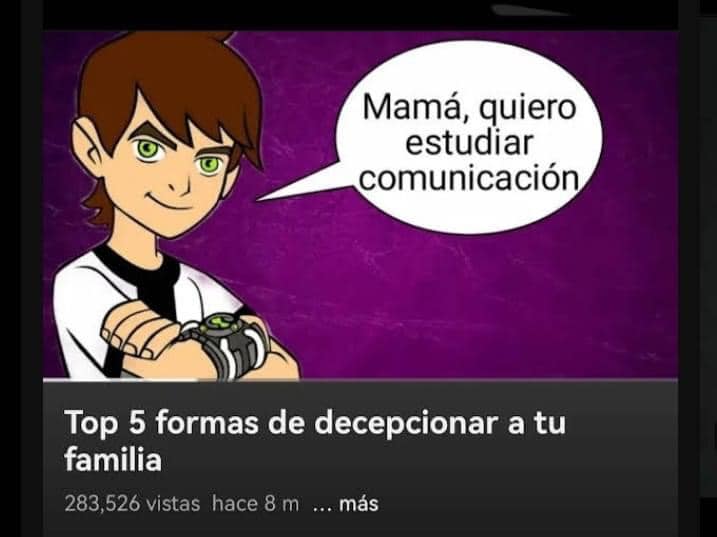 Mamá, quiero
estudiar
comunicación
Top 5 formas de decepcionar a tu
familia
283,526 vistas hace 8 m ... más